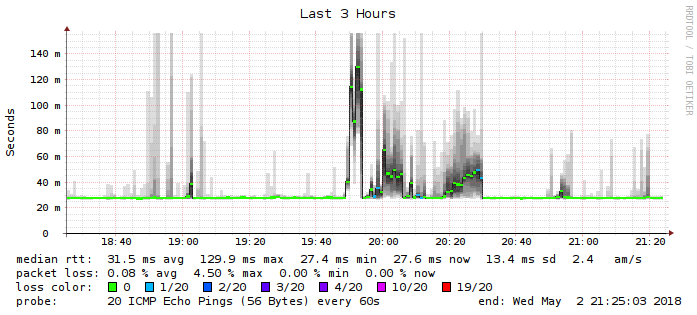 Last 3 Hours
RRDTOOL / TOBI OETIKER
Seconds
140 m
120 m
100 m
80 m
60 m
40 m
20 m
0
18:40 19:00 19:20 19:40 20:00 20:20 20:40 21:00 21:20
median rtt: 31.5 ms avg 129.9 ms max 27.4 ms min 27.6 ms now 13.4 ms sd 2.4 am/s
packet loss: 0.08 % avg 4.50 % max 0.00 % min 0.00 % now
loss color: 0 1/20 2/20 3/20 4/20 10/20 19/20
probe: 20 ICMP Echo Pings (56 Bytes) every 60s end: Wed May 2 21:25:03 2018